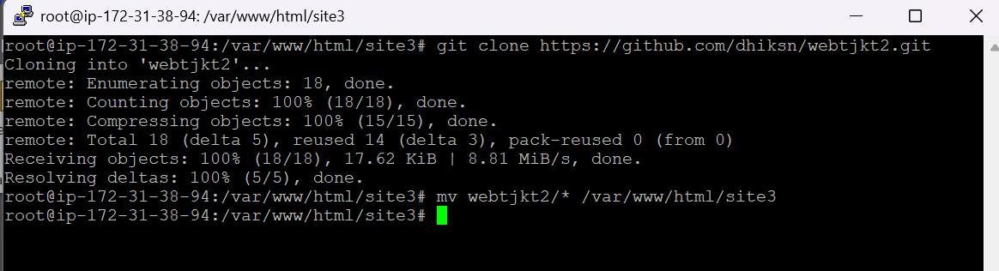 root@ip-172-31-38-94: /var/www/html/site3
root@ip-172-31-38-94:/var/www/html/site3# git clone https://github.com/dhiksn/webtjkt2.git
Cloning into 'webtjkt2'...
remote: Enumerating objects: 18, done.
remote: Counting objects: 100% (18/18), done.
remote: Compressing objects: 100% (15/15), done.
remote: Total 18 (delta 5), reused 14 (delta 3), pack-reused 0 (from 0)
Receiving objects: 100% (18/18), 17.62 KiB | 8.81 MiB/s, done.
Resolving deltas: 100% (5/5), done.
root@ip-172-31-38-94:/var/www/html/site3# mv webtjkt2/* /var/www/html/site3
root@ip-172-31-38-94:/var/www/html/site3#